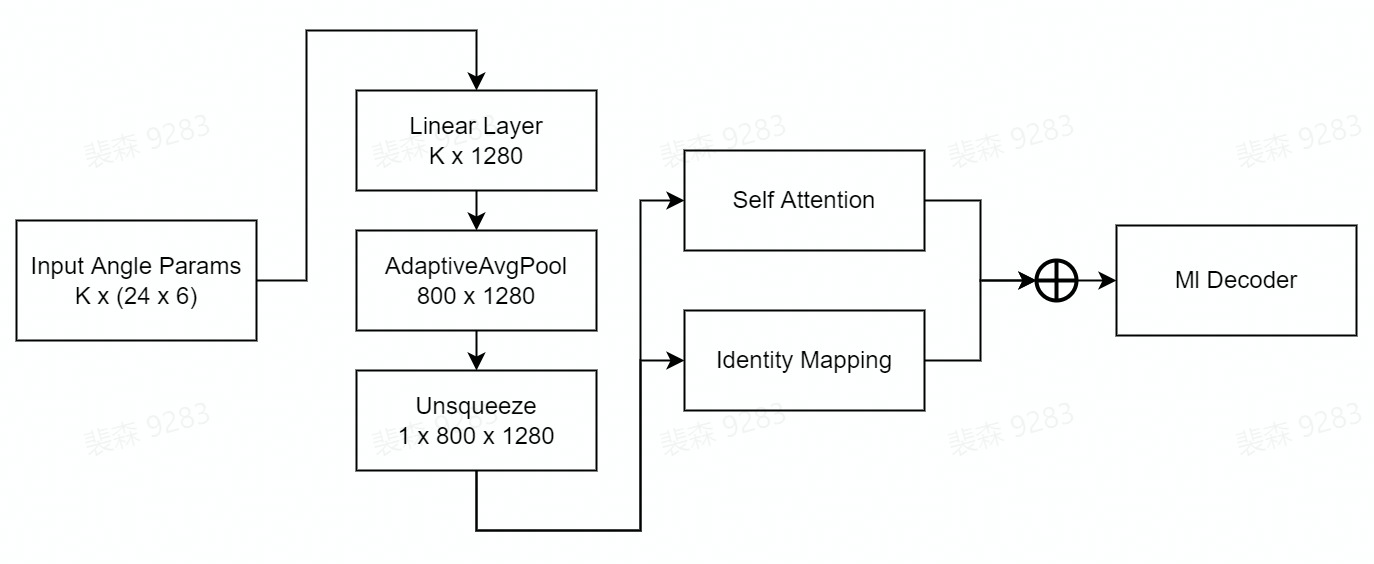 Input Angle Params
K x (24 x 6)
Linear Layer
K x 1280
AdaptiveAvgPool
800 x 1280
Unsqueeze
1 x 800 x 1280
Self Attention
Identity Mapping
MI Decoder
裴森 9283
裴森 9283
裴森 9283
裴森 9283
裴森 9283
裴森 9283
裴森 9283
裴森 9283
裴森 9283
裴森 9283